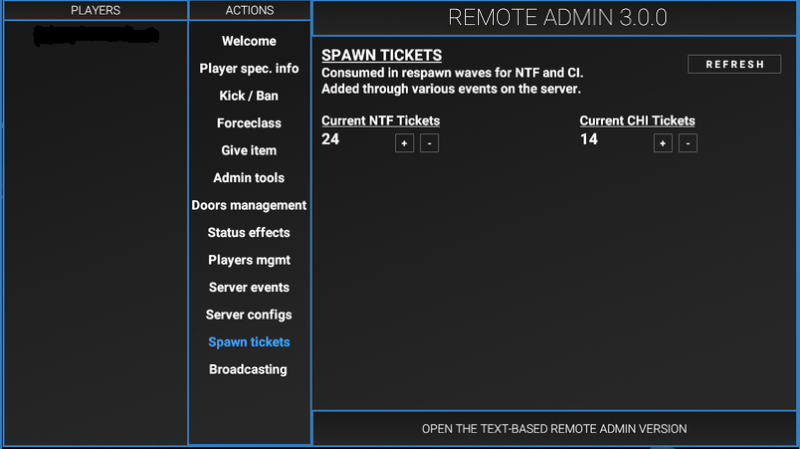 PLAYERS
ACTIONS
Welcome
Player spec. info
Kick / Ban
Forceclass
Give item
Admin tools
Doors management
Status effects
Players mgmt
Server events
Server configs
Spawn tickets
Broadcasting
REMOTE ADMIN 3.0.0
SPAWN TICKETS
Consumed in respawn waves for NTF and CI.
Added through various events on the server.
REFRESH
Current NTF Tickets
24 + -
Current CHI Tickets
14 + -
OPEN THE TEXT-BASED REMOTE ADMIN VERSION